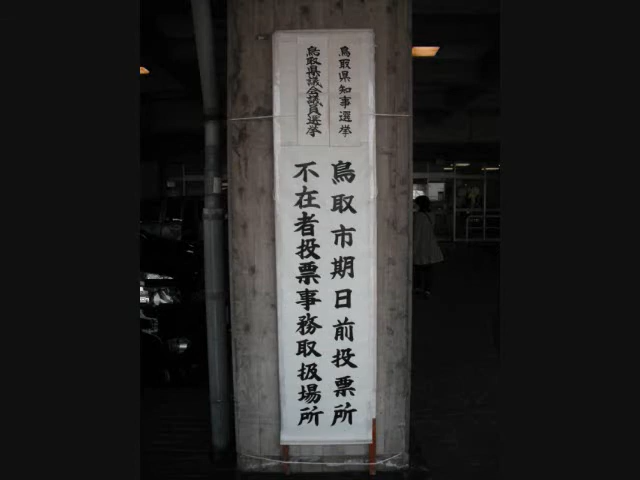 鳥取県知事選挙
鳥取県議会議員選挙
鳥取市期日前投票所
不在者投票事務取扱場所